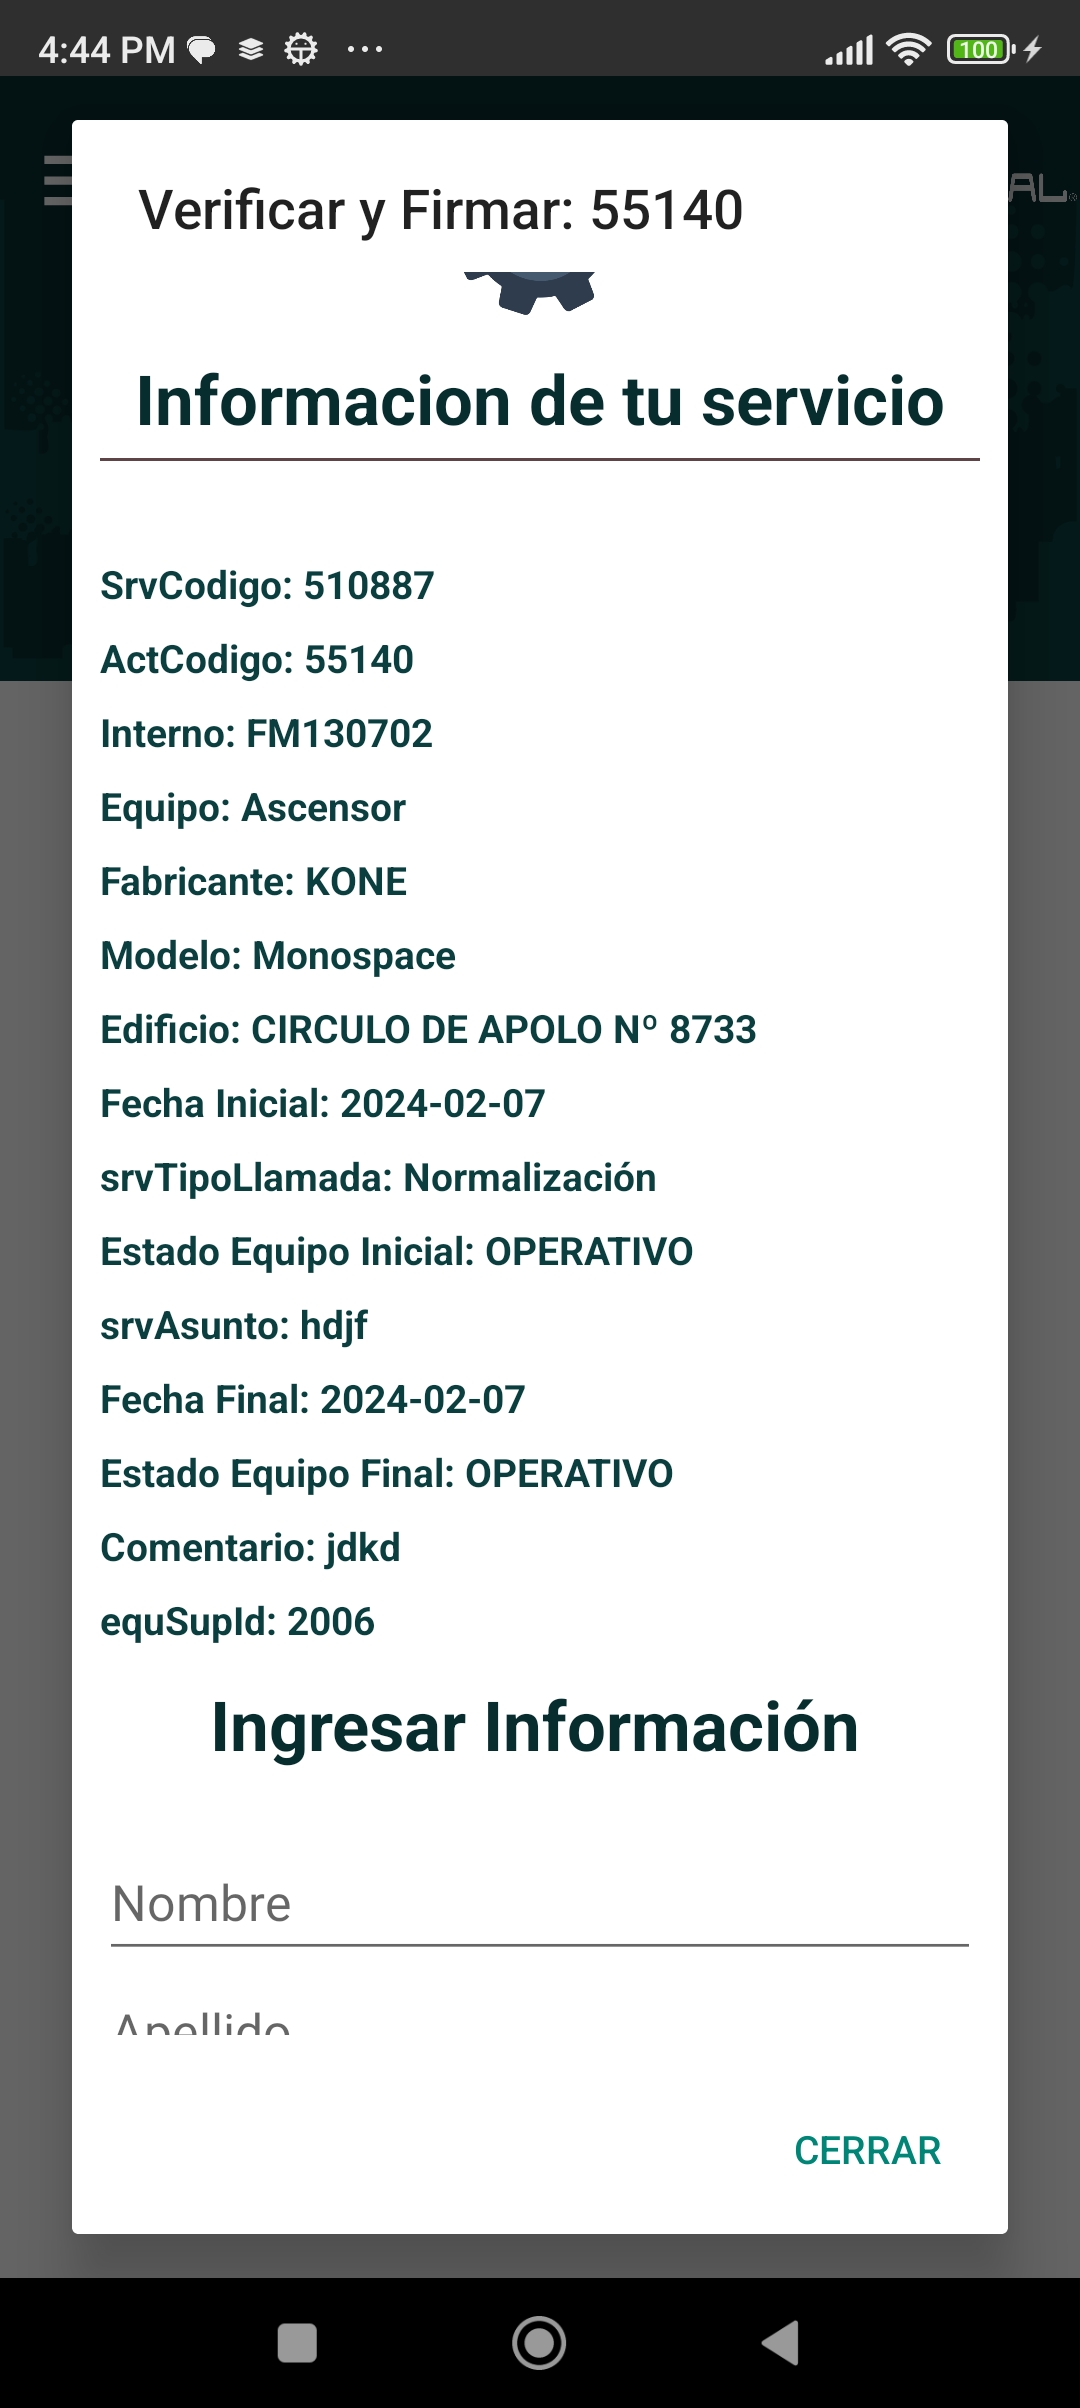 4:44 PM
100
AL
Verificar y Firmar: 55140
Informacion de tu servicio
SrvCodigo: 510887
ActCodigo: 55140
Interno: FM130702
Equipo: Ascensor
Fabricante: KONE
Modelo: Monospace
Edificio: CIRCULO DE APOLO Nº 8733
Fecha Inicial: 2024-02-07
srvTipoLlamada: Normalización
Estado Equipo Inicial: OPERATIVO
srvAsunto: hdjf
Fecha Final: 2024-02-07
Estado Equipo Final: OPERATIVO
Comentario: jdkd
equSupId: 2006
Ingresar Información
Nombre
Apellido
CERRAR